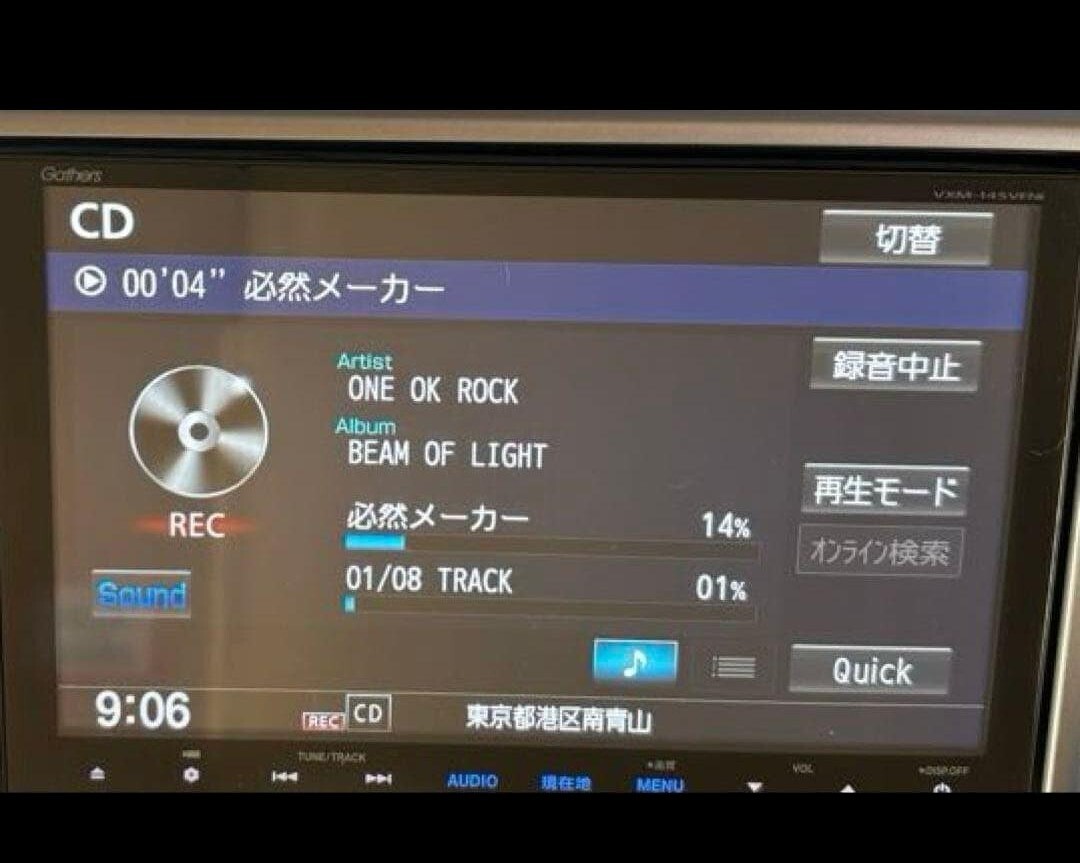 Gathers
VXM-145VFNi
CD
切替
00'04" 必然メーカー
Artist
ONE OK ROCK
録音中止
Album
BEAM OF LIGHT
再生モード
必然メーカー 14%
REC
オンライン検索
01/08 TRACK 01%
Sound
Quick
9:06
REC CD
東京都港区南青山
TUNE/TRACK
AUDIO
現在地
MENU
VOL
DISP.OFF